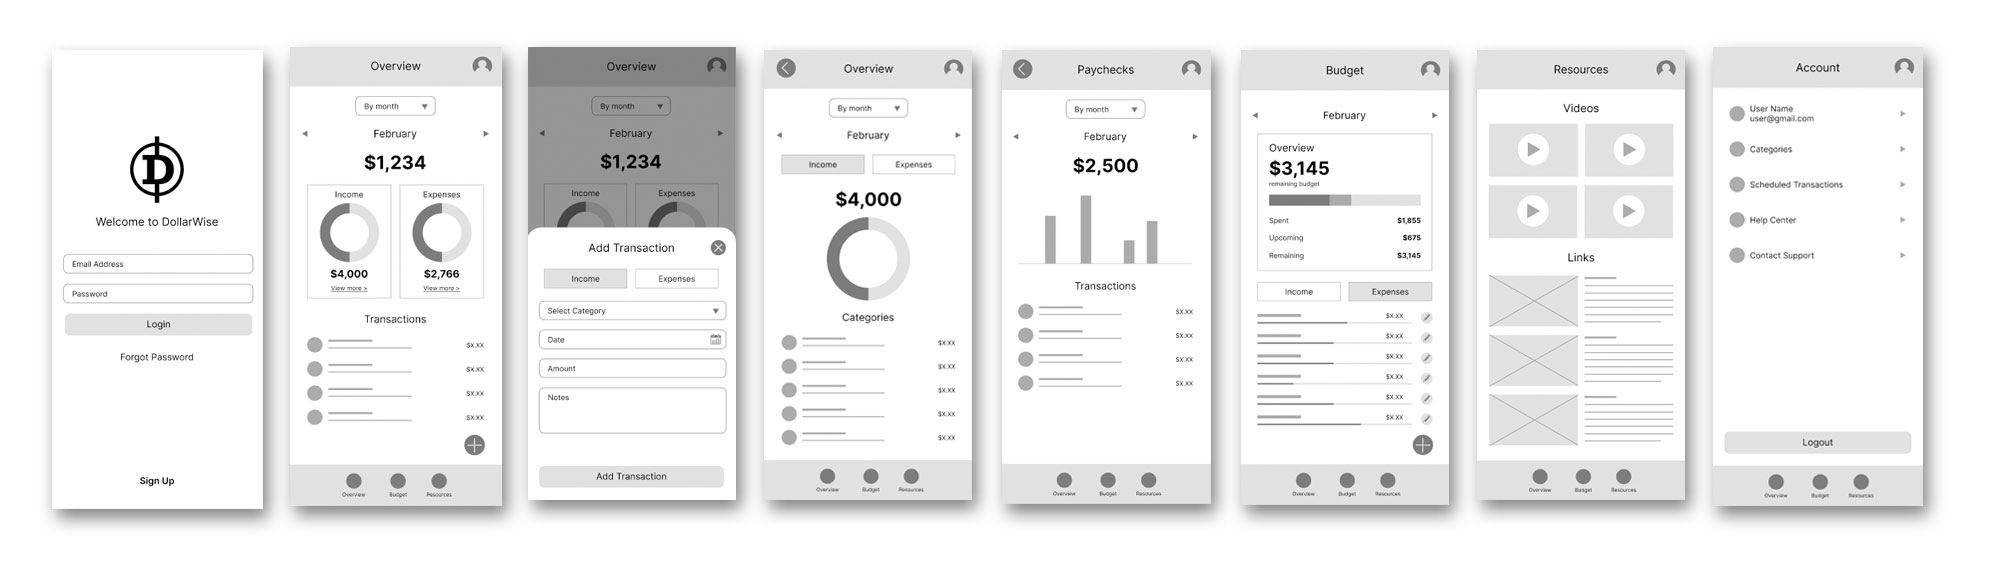 D
Welcome to DollarWise
Email Address
Password
Login
Forgot Password
Sign Up
Overview
By month
February
$1,234
Income
Expenses
$4,000
$2,766
View more >
View more >
Transactions
$X.XX
$X.XX
$X.XX
$X.XX
Overview
Budget
Resources
Overview
By month
February
$1,234
Income
Expenses
Add Transaction
Income
Expenses
Select Category
Date
Amount
Notes
Add Transaction
Overview
By month
February
Income
Expenses
$4,000
Categories
$X.XX
$X.XX
$X.XX
$X.XX
$X.XX
Overview
Budget
Resources
Paychecks
By month
February
$2,500
Transactions
$X.XX
$X.XX
$X.XX
$X.XX
Overview
Budget
Resources
Budget
February
Overview
$3,145
remaining budget
Spent $1,855
Upcoming $675
Remaining $3,145
Income
Expenses
$X.XX
$X.XX
$X.XX
$X.XX
$X.XX
$X.XX
Overview
Budget
Resources
Resources
Videos
Links
Overview
Budget
Resources
Account
User Name
user@gmail.com
Categories
Scheduled Transactions
Help Center
Contact Support
Logout
Overview
Budget
Resources